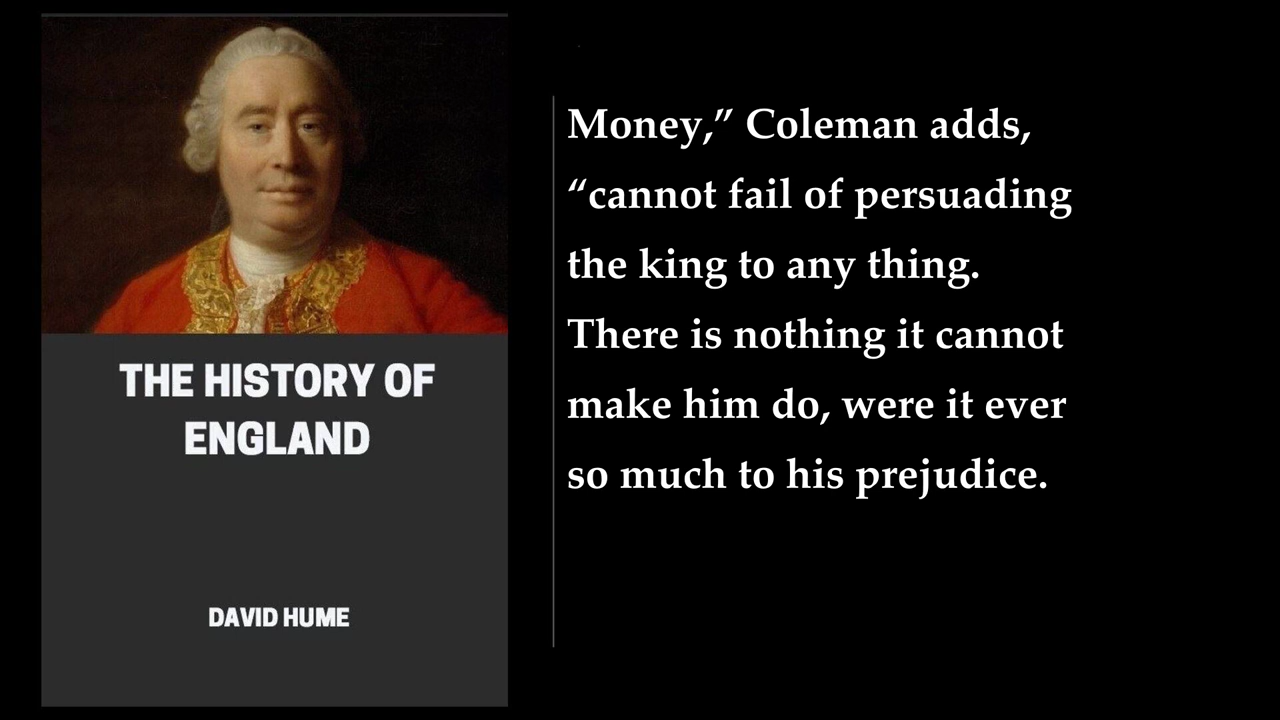 THE HISTORY OF
ENGLAND
DAVID HUME
Money,” Coleman adds,
“cannot fail of persuading
the king to any thing.
There is nothing it cannot
make him do, were it ever
so much to his prejudice.